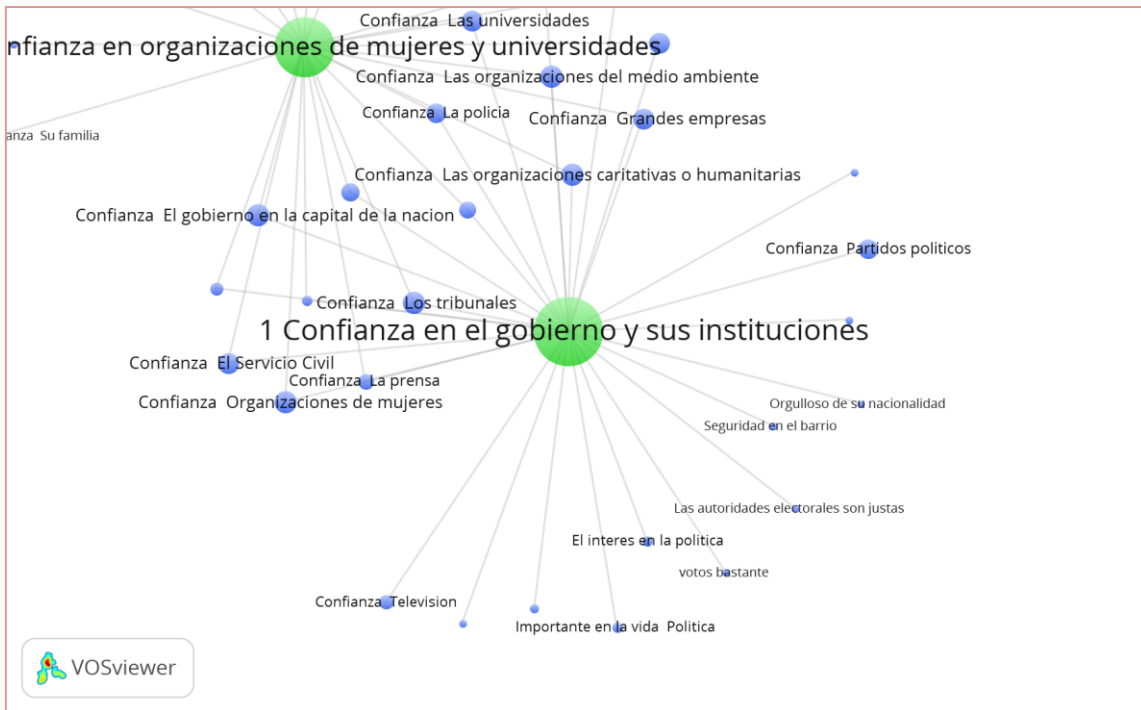 Confianza Las universidades
nfianza en organizaciones de mujeres y universidades
Confianza Las organizaciones del medio ambiente
Confianza La policia
Confianza Grandes empresas
anza Su familia
Confianza Las organizaciones caritativas o humanitarias
Confianza El gobierno en la capital de la nacion
Confianza Partidos politicos
Confianza Los tribunales
1 Confianza en el gobierno y sus instituciones
Confianza El Servicio Civil
Confianza La prensa
Confianza Organizaciones de mujeres
Orgulloso de su nacionalidad
Seguridad en el barrio
Las autoridades electorales son justas
El interes en la politica
votos bastante
Confianza Television
Importante en la vida Politica
VOSviewer